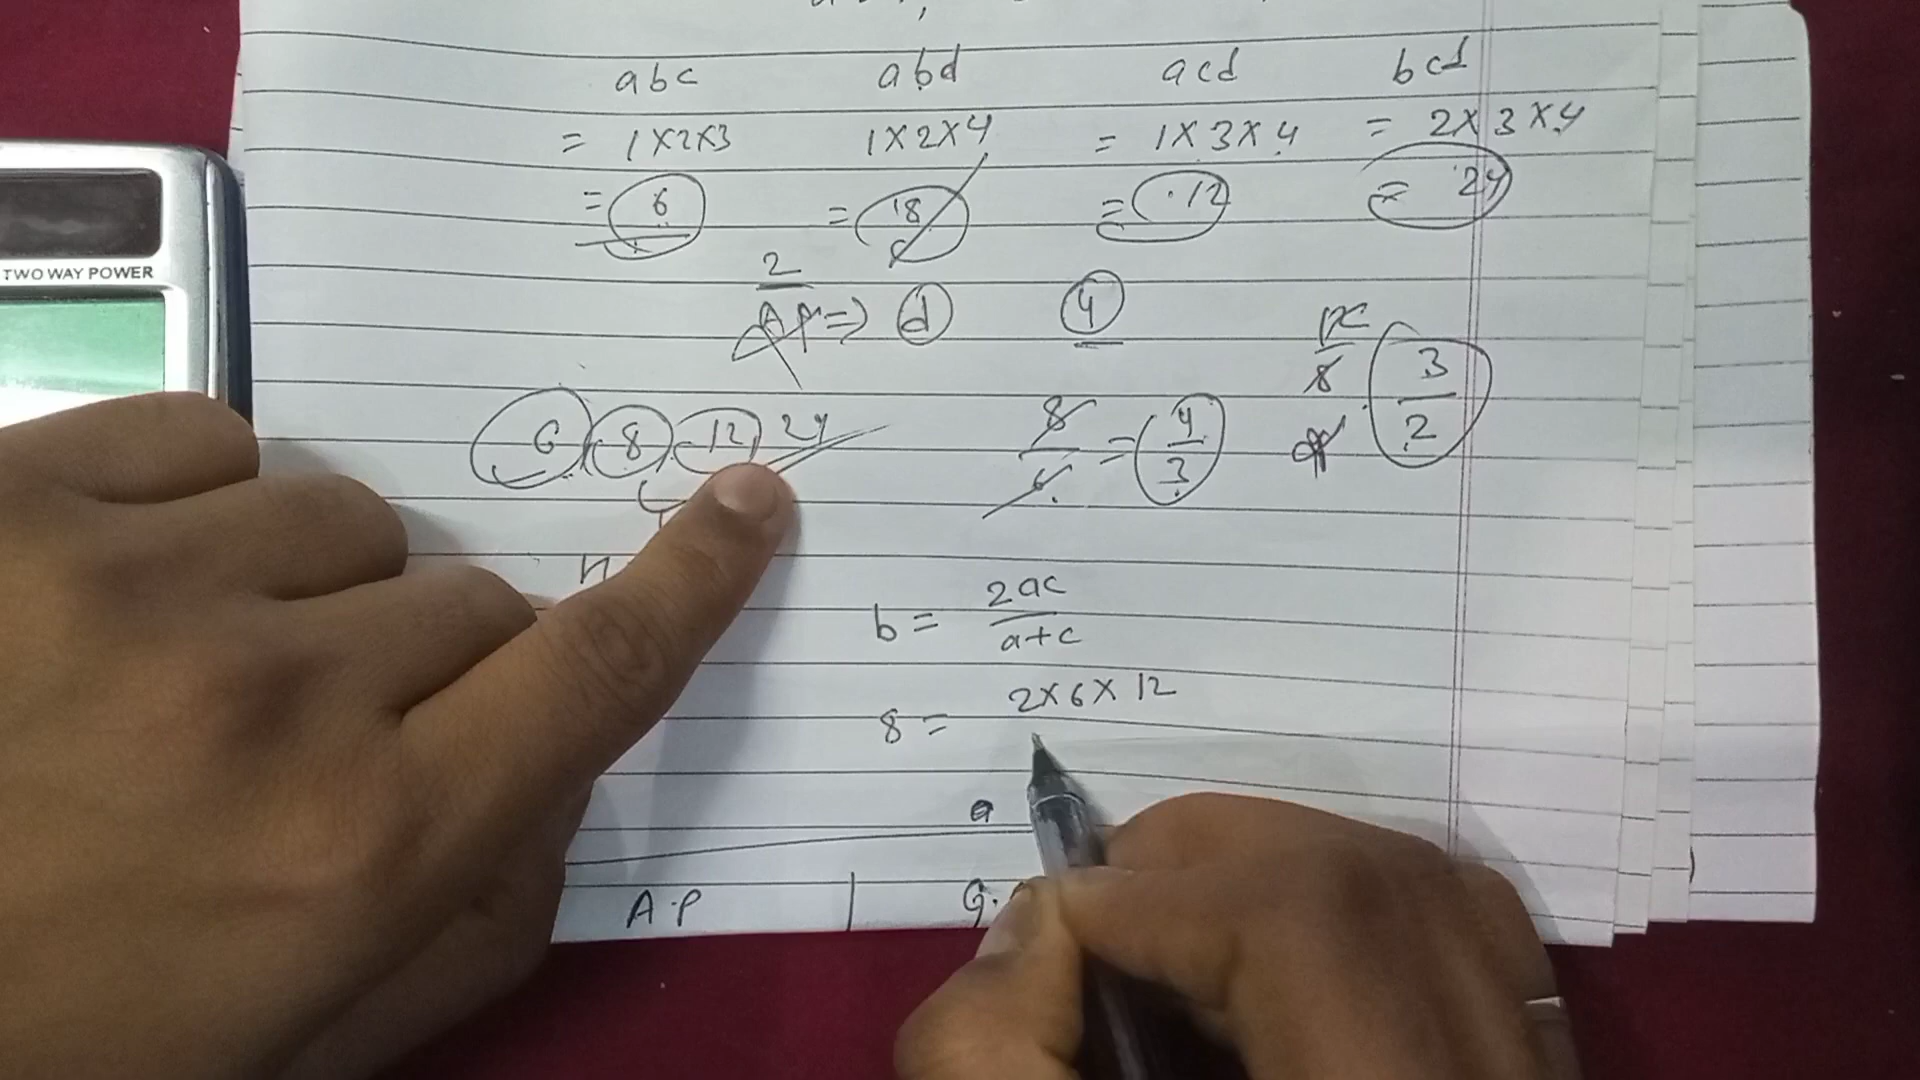 abc abd acd bcd
= 1×2×3 1×2×4 = 1×3×4 = 2×3×4
= 6 = 8 = 12 = 24
2
AP => d 4
TWO WAY POWER
6 8 12 24 8/6 = 4/3 12/8 3/2
H
b = 2ac/a+c
8 = 2×6×12
a
A.P G.